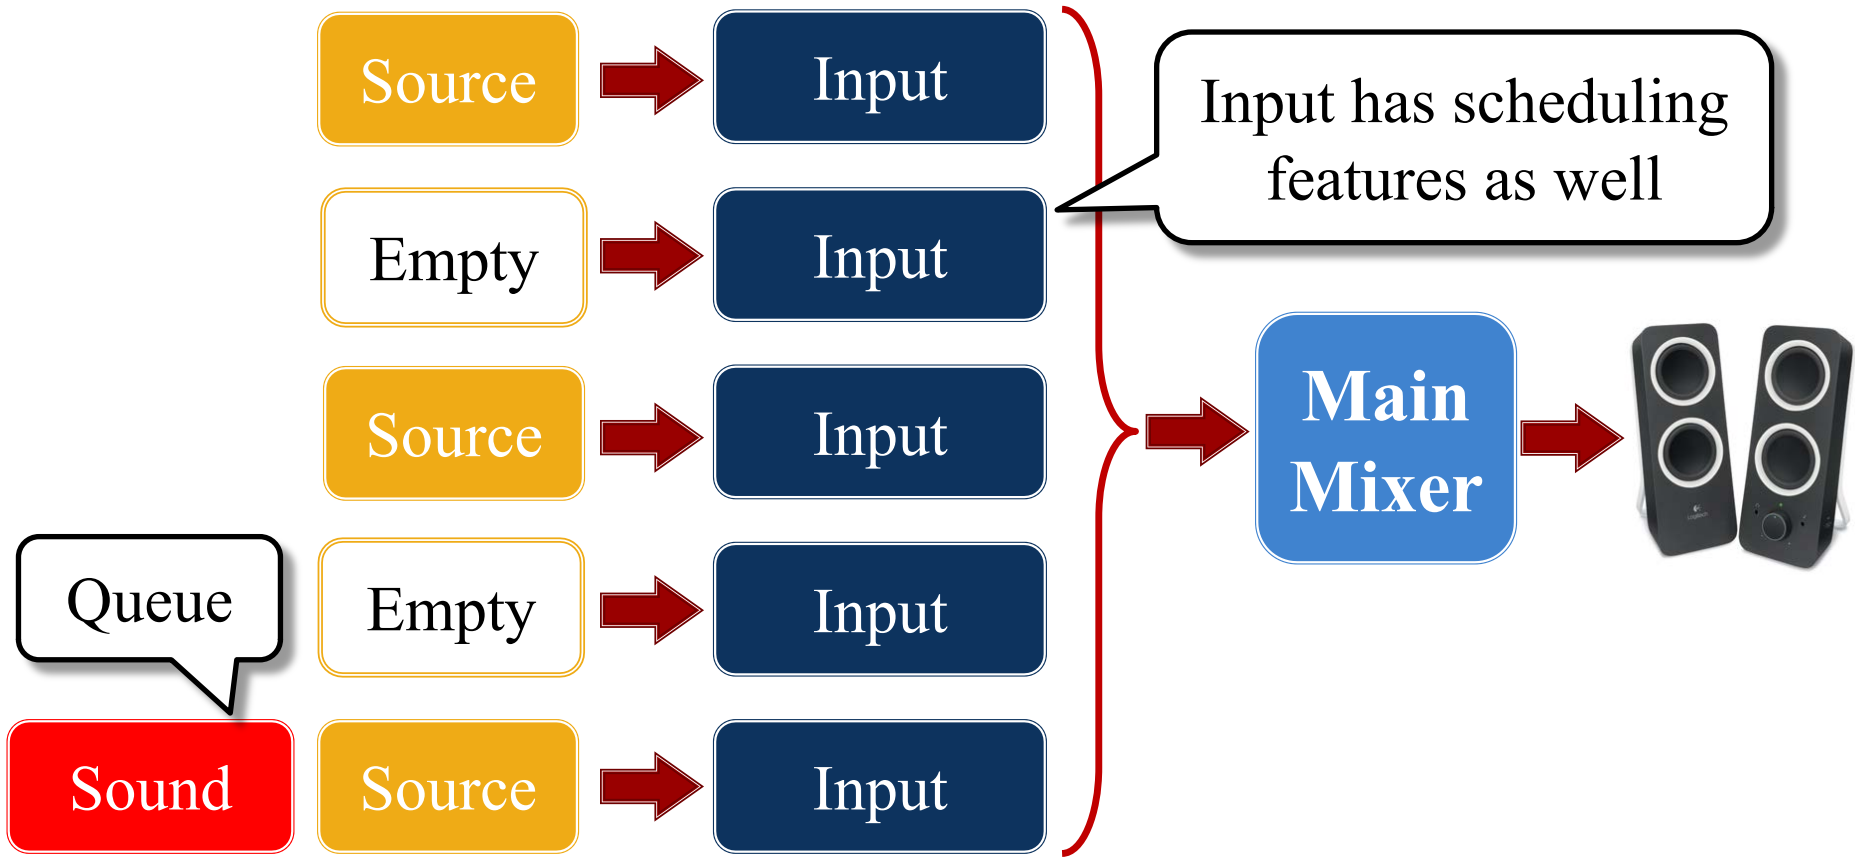 Source
Input
Input has scheduling
features as well
Empty
Input
Source
Input
Main
Mixer
Queue
Empty
Input
Sound
Source
Input